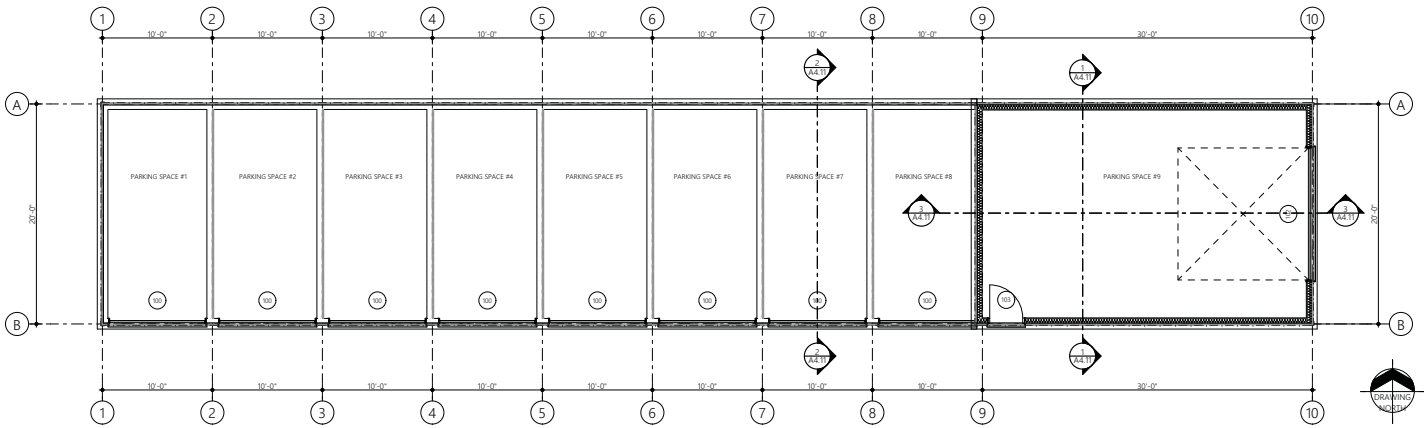 1 2 3 4 5 6 7 8 9 10
10'-0" 10'-0" 10'-0" 10'-0" 10'-0" 10'-0" 10'-0" 10'-0" 30'-0"
2
A4.11
1
A4.11
A A
20'-0" 20'-0"
PARKING SPACE #1 PARKING SPACE #2 PARKING SPACE #3 PARKING SPACE #4 PARKING SPACE #5 PARKING SPACE #6 PARKING SPACE #7 PARKING SPACE #8 PARKING SPACE #9
3
A4.11
3
A4.11
100 100 100 100 100 100 100 100 103
B B
2
A4.11
1
A4.11
10'-0" 10'-0" 10'-0" 10'-0" 10'-0" 10'-0" 10'-0" 10'-0" 30'-0"
1 2 3 4 5 6 7 8 9 10
DRAWING
NORTH